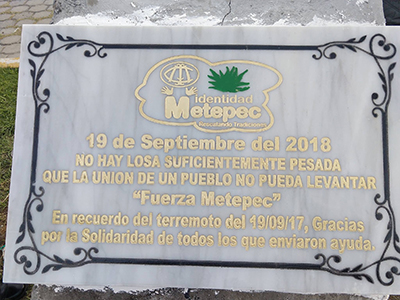 identidad
Metepec
Rescatando Tradiciones
19 de Septiembre del 2018
NO HAY LOSA SUFICIENTEMENTE PESADA
QUE LA UNION DE UN PUEBLO NO PUEDA LEVANTAR
“Fuerza Metepec”
En recuerdo del terremoto del 19/09/17, Gracias
por la Solidaridad de todos los que enviaron ayuda.